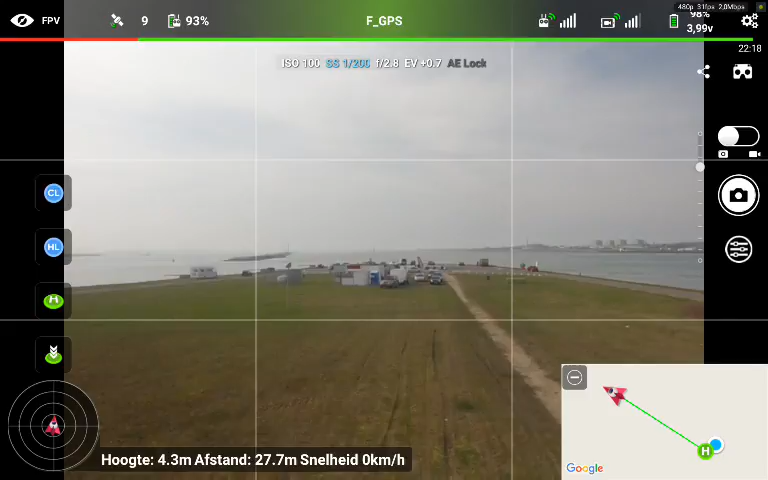 480p 31fps 2,0Mbps
FPV 9 93% F_GPS 98%
3,99v
22:18
ISO 100 SS 1/200 f/2.8 EV +0.7 AE Lock
CL
HL
H
H
Hoogte: 4.3m Afstand: 27.7m Snelheid 0km/h
Google